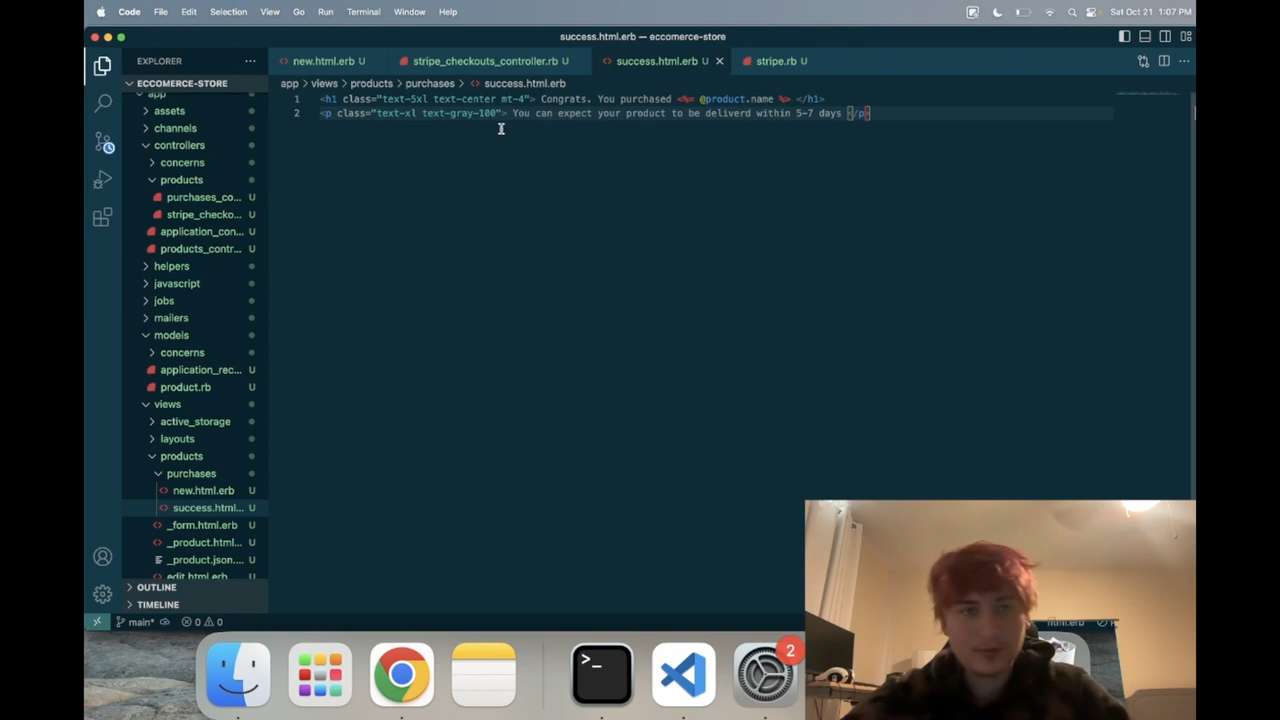 Code File Edit Selection View Go Run Terminal Window Help Sat Oct 21 1:07 PM
success.html.erb — eccomerce-store
EXPLORER
new.html.erb U
stripe_checkouts_controller.rb U
success.html.erb U
stripe.rb U
ECCOMERCE-STORE
app > views > products > purchases > success.html.erb
1 <h1 class="text-5xl text-center mt-4"> Congrats. You purchased <%= @product.name %> </h1>
2 <p class="text-xl text-gray-100"> You can expect your product to be deliverd within 5-7 days </p>
app
assets
channels
controllers
concerns
products
purchases_co... U
stripe_checko... U
application_con... U
products_contr... U
helpers
javascript
jobs
mailers
models
concerns
application_rec... U
product.rb U
views
active_storage
layouts
products
purchases
new.html.erb U
success.html... U
_form.html.erb U
_product.html... U
_product.json.... U
edit.html.erb U
OUTLINE
TIMELINE
main* 0 0
html.erb
2